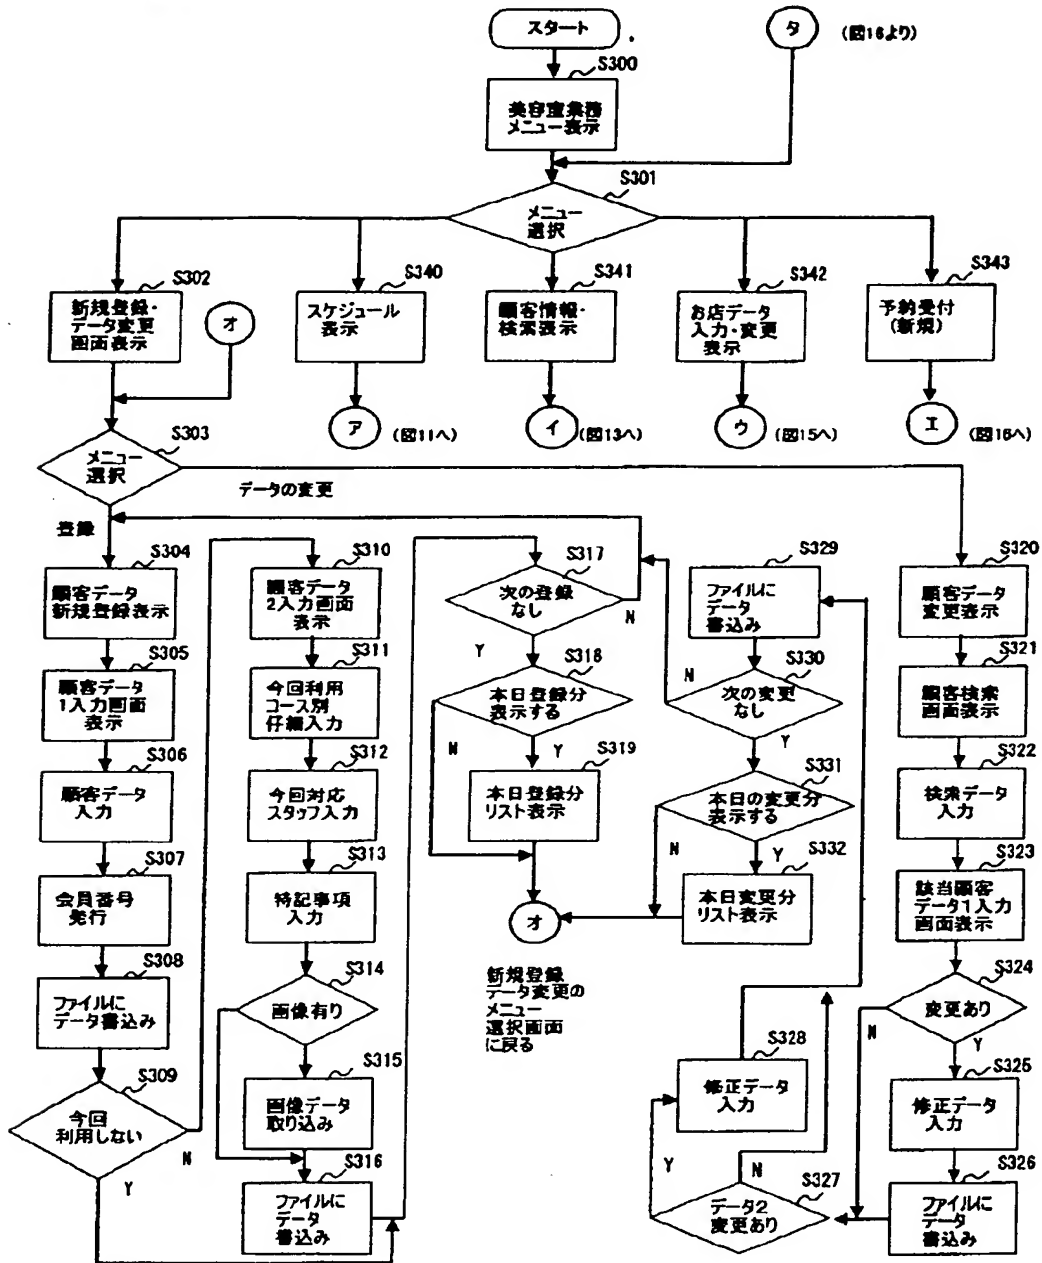 スタート
タ
(図16より)
S300
美容室業務
メニュー表示
S301
メニュー
選択
S302
新規登録・
データ変更
画面表示
オ
S340
スケジュール
表示
S341
顧客情報・
検索表示
S342
お店データ
入力・変更
表示
S343
予約受付
(新規)
ア
(図11へ)
イ
(図13へ)
ウ
(図15へ)
エ
(図16へ)
S303
メニュー
選択
データの変更
登録
S304
顧客データ
新規登録表示
S305
顧客データ
1入力画面
表示
S306
顧客データ
入力
S307
会員番号
発行
S308
ファイルに
データ書込み
S309
今回
利用しない
N
Y
S310
顧客データ
2入力画面
表示
S311
今回利用
コース別
仔細入力
S312
今回対応
スタッフ入力
S313
特記事項
入力
S314
画像有り
S315
画像データ
取り込み
S316
ファイルに
データ
書込み
S317
次の登録
なし
N
Y
S318
本日登録分
表示する
N
Y
S319
本日登録分
リスト表示
オ
新規登録
データ変更の
メニュー
選択画面
に戻る
S329
ファイルに
データ
書込み
S330
次の変更
なし
N
Y
S331
本日の変更分
表示する
N
Y
S332
本日変更分
リスト表示
S328
修正データ
入力
Y
N
S327
データ2
変更あり
S320
顧客データ
変更表示
S321
顧客検索
画面表示
S322
検索データ
入力
S323
該当顧客
データ1入力
画面表示
S324
変更あり
N
Y
S325
修正データ
入力
S326
ファイルに
データ
書込み